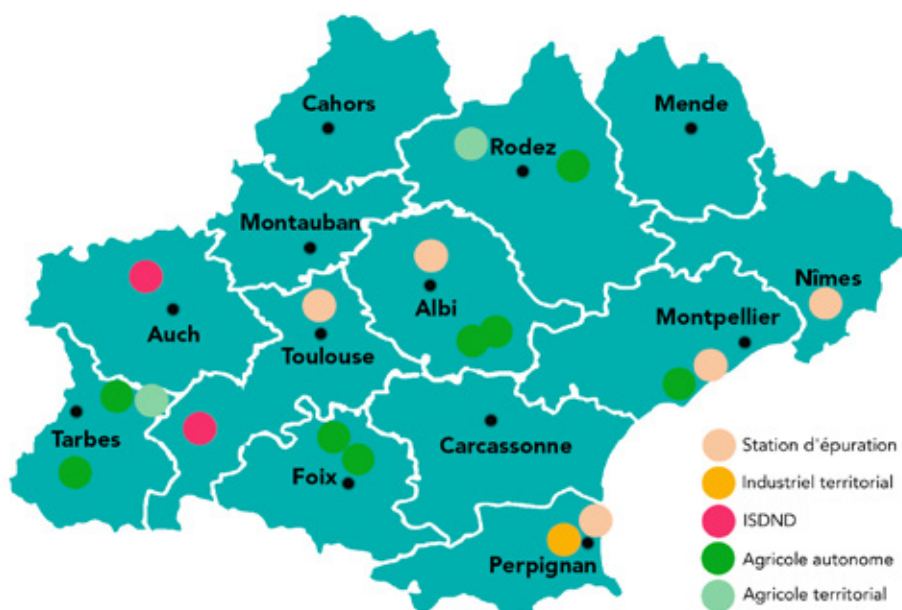 Cahors
Mende
Rodez
Montauban
Nîmes
Albi
Auch
Toulouse
Montpellier
Tarbes
Carcassonne
Foix
Perpignan
Station d'épuration
Industriel territorial
ISDND
Agricole autonome
Agricole territorial